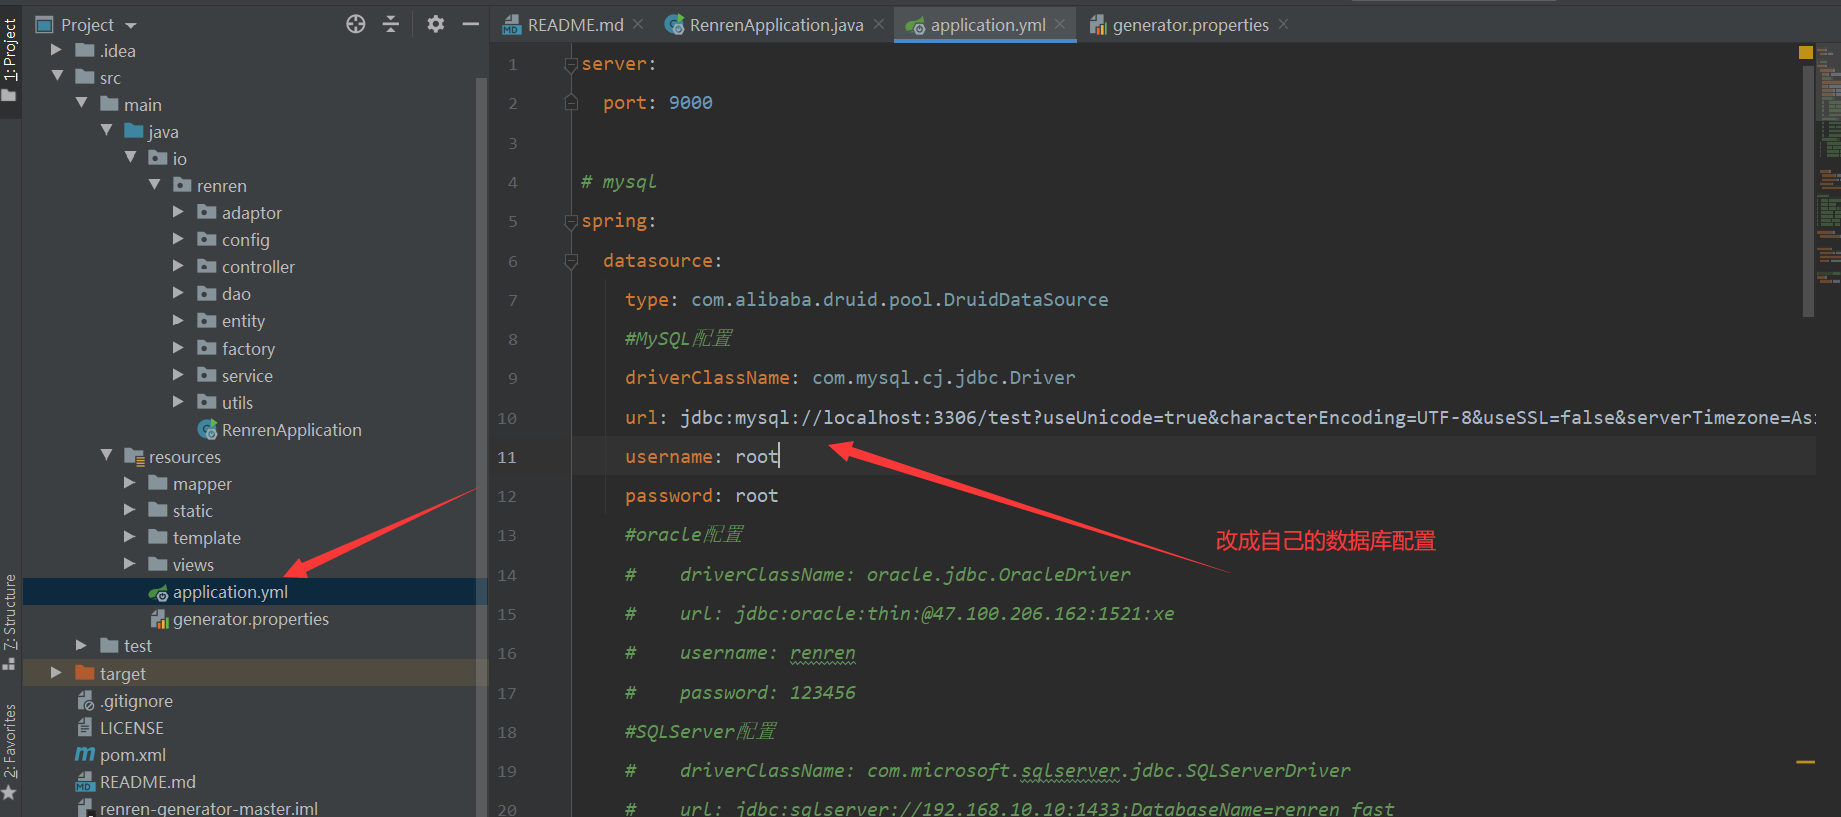 Project
README.md
RenrenApplication.java
application.yml
generator.properties
1: Project
7: Structure
2: Favorites
.idea
src
main
java
io
renren
adaptor
config
controller
dao
entity
factory
service
utils
RenrenApplication
resources
mapper
static
template
views
application.yml
generator.properties
test
target
.gitignore
LICENSE
pom.xml
README.md
renren-generator-master.iml
1 server:
2 port: 9000
3
4 # mysql
5 spring:
6 datasource:
7 type: com.alibaba.druid.pool.DruidDataSource
8 #MySQL配置
9 driverClassName: com.mysql.cj.jdbc.Driver
10 url: jdbc:mysql://localhost:3306/test?useUnicode=true&characterEncoding=UTF-8&useSSL=false&serverTimezone=Asi
11 username: root
12 password: root
13 #oracle配置
14 # driverClassName: oracle.jdbc.OracleDriver
15 # url: jdbc:oracle:thin:@47.100.206.162:1521:xe
16 # username: renren
17 # password: 123456
18 #SQLServer配置
19 # driverClassName: com.microsoft.sqlserver.jdbc.SQLServerDriver
20 # url: jdbc:sqlserver://192.168.10.10:1433;DatabaseName=renren_fast
改成自己的数据库配置